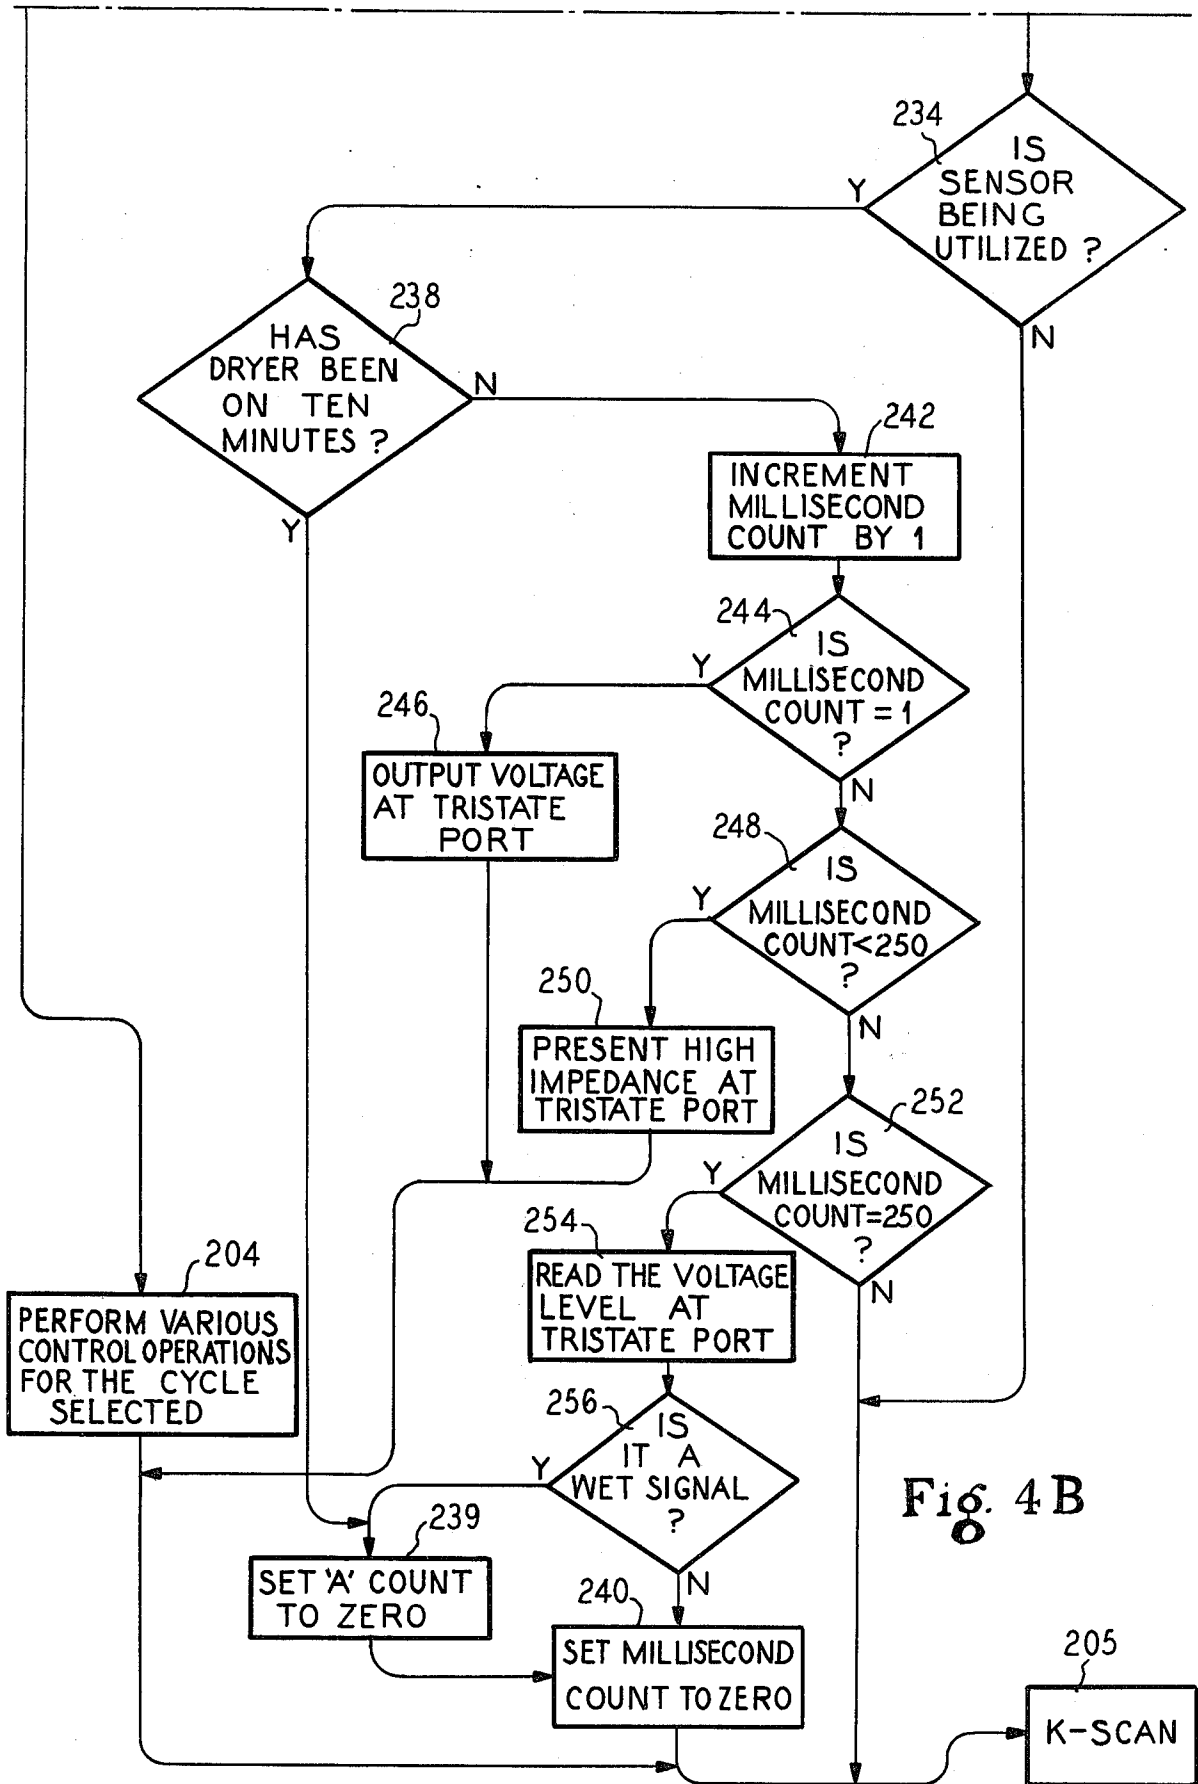 234
IS
SENSOR
BEING
UTILIZED ?
Y
N
238
HAS
DRYER BEEN
ON TEN
MINUTES ?
N
Y
242
INCREMENT
MILLISECOND
COUNT BY 1
244
IS
MILLISECOND
COUNT = 1
?
Y
N
246
OUTPUT VOLTAGE
AT TRISTATE
PORT
248
IS
MILLISECOND
COUNT<250
?
Y
N
250
PRESENT HIGH
IMPEDANCE AT
TRISTATE PORT
252
IS
MILLISECOND
COUNT=250
?
Y
N
254
READ THE VOLTAGE
LEVEL AT
TRISTATE PORT
204
PERFORM VARIOUS
CONTROL OPERATIONS
FOR THE CYCLE
SELECTED
256
IS
IT A
WET SIGNAL
?
Y
N
239
SET 'A' COUNT
TO ZERO
240
SET MILLISECOND
COUNT TO ZERO
205
K-SCAN
Fig. 4B